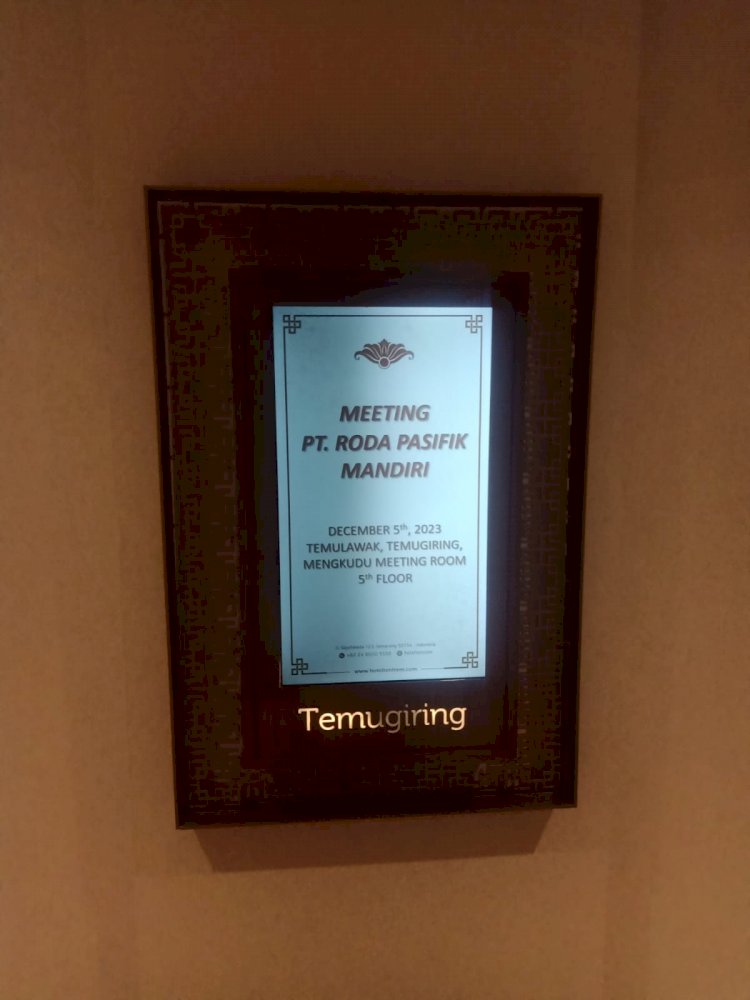 MEETING
PT. RODA PASIFIK
MANDIRI
DECEMBER 5th, 2023
TEMULAWAK, TEMUGIRING,
MENGKUDU MEETING ROOM
5th FLOOR
Temugiring